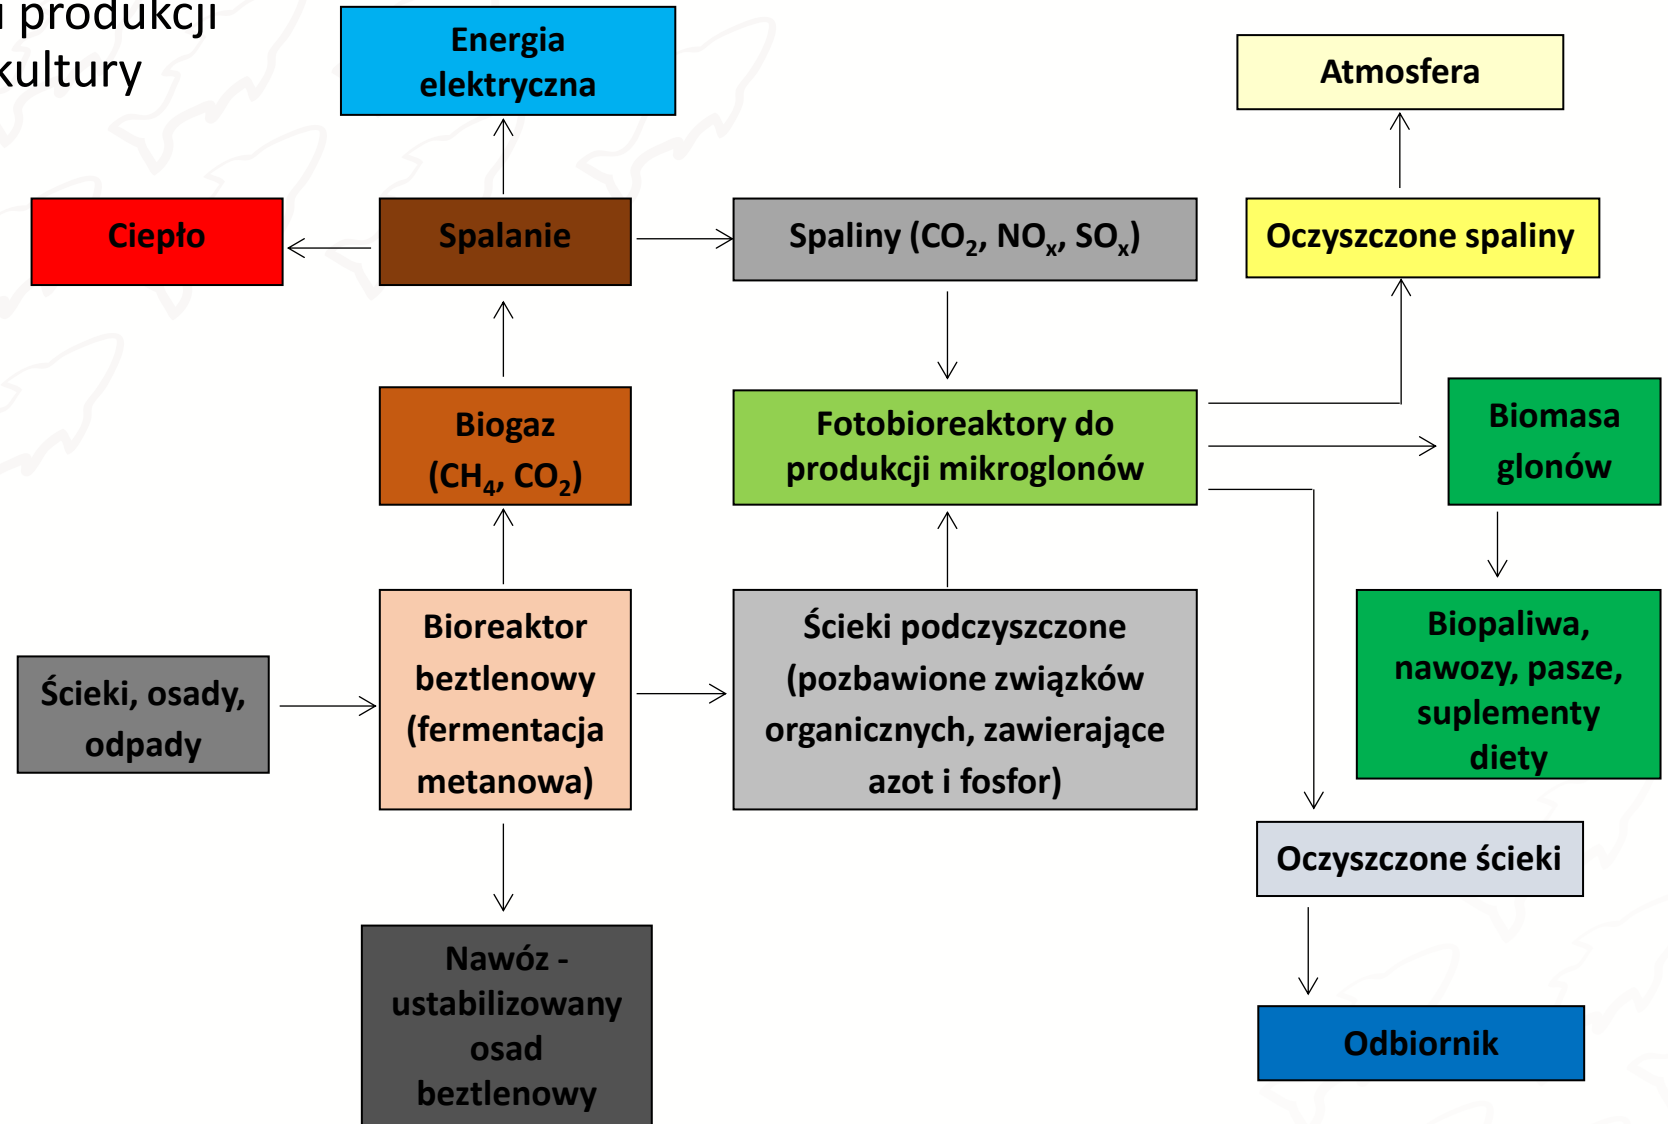 i produkcji
kultury
Energia
elektryczna
Atmosfera
Ciepło
Spalanie
Spaliny (CO₂, NOₓ, SOₓ)
Oczyszczone spaliny
Biogaz
(CH₄, CO₂)
Fotobioreaktory do
produkcji mikroglonów
Biomasa
glonów
Ścieki, osady,
odpady
Bioreaktor
beztlenowy
(fermentacja
metanowa)
Ścieki podczyszczone
(pozbawione związków
organicznych, zawierające
azot i fosfor)
Biopaliwa,
nawozy, pasze,
suplementy
diety
Oczyszczone ścieki
Nawóz -
ustabilizowany
osad
beztlenowy
Odbiornik